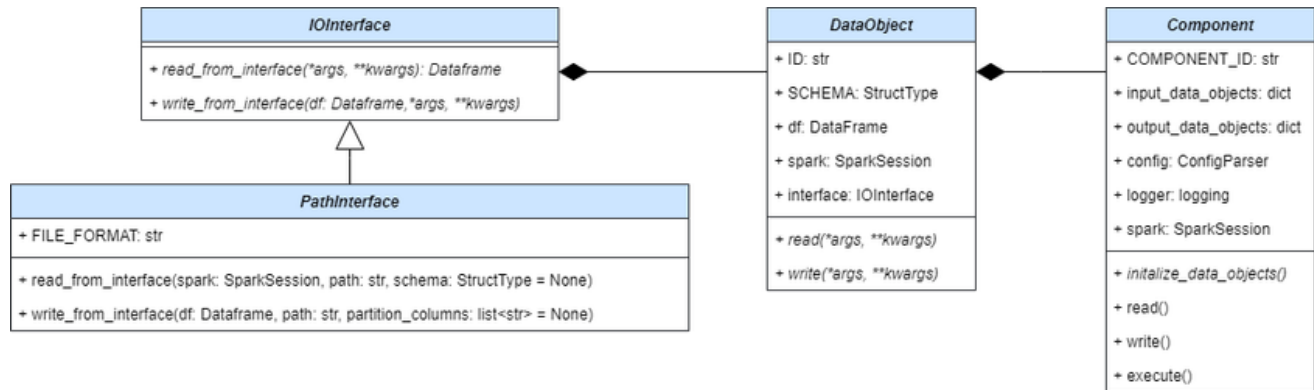 IOInterface
+ read_from_interface(*args, **kwargs): Dataframe
+ write_from_interface(df: Dataframe,*args, **kwargs)
PathInterface
+ FILE_FORMAT: str
+ read_from_interface(spark: SparkSession, path: str, schema: StructType = None)
+ write_from_interface(df: Dataframe, path: str, partition_columns: list<str> = None)
DataObject
+ ID: str
+ SCHEMA: StructType
+ df: DataFrame
+ spark: SparkSession
+ interface: IOInterface
+ read(*args, **kwargs)
+ write(*args, **kwargs)
Component
+ COMPONENT_ID: str
+ input_data_objects: dict
+ output_data_objects: dict
+ config: ConfigParser
+ logger: logging
+ spark: SparkSession
+ initalize_data_objects()
+ read()
+ write()
+ execute()